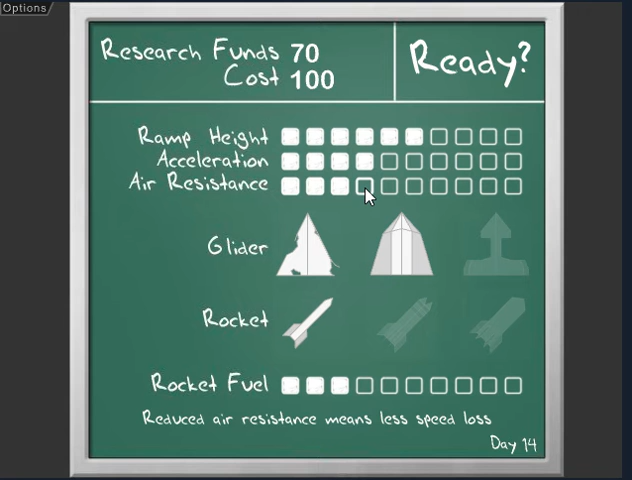 Options
Research Funds 70
Cost 100
Ready?
Ramp Height
Acceleration
Air Resistance
Glider
Rocket
Rocket Fuel
Reduced air resistance means less speed loss
Day 14